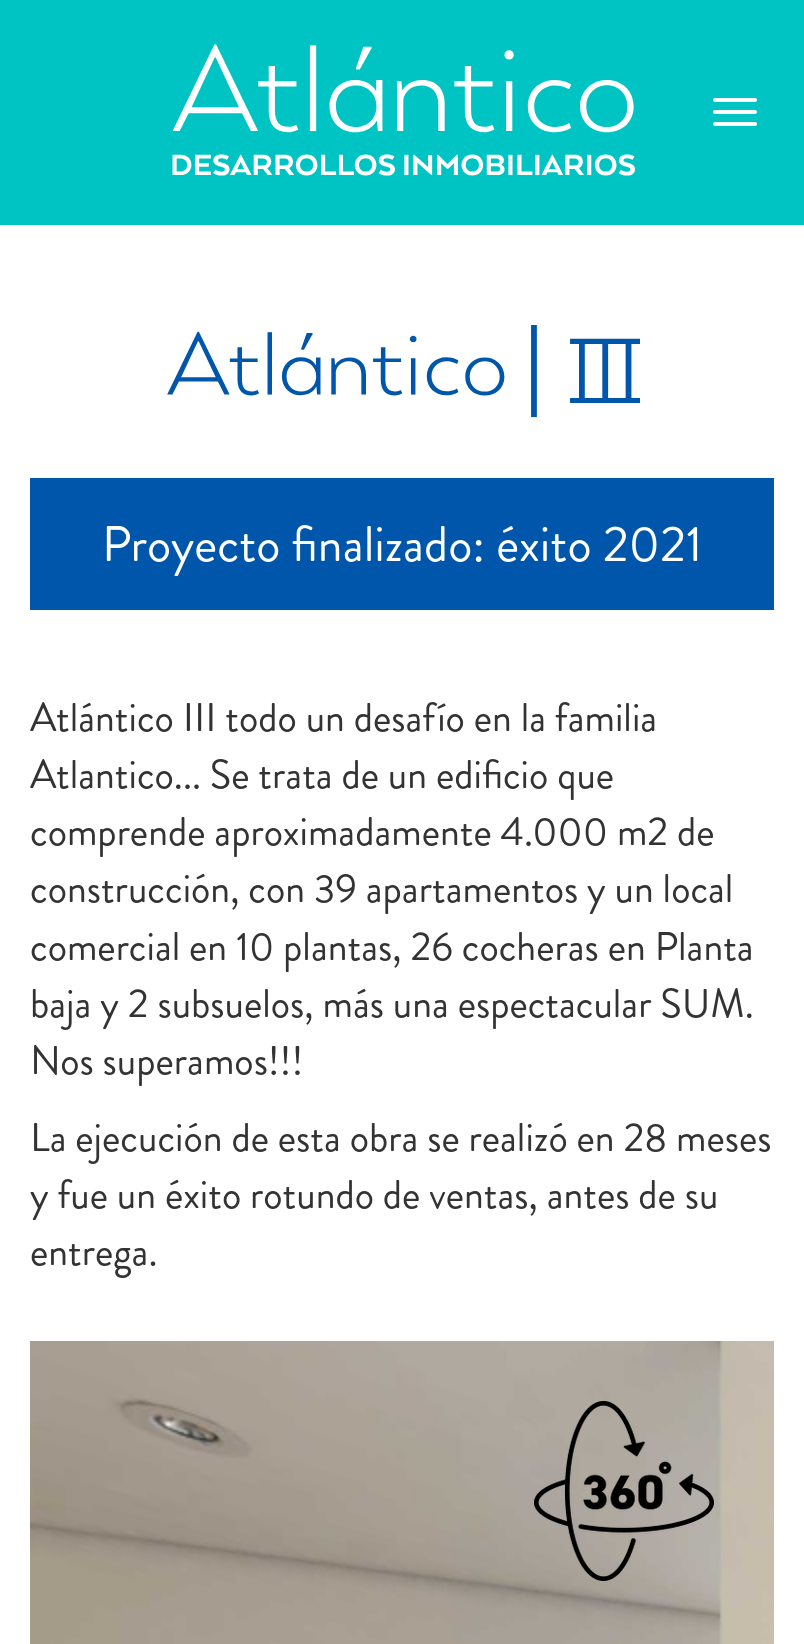 Atlántico
DESARROLLOS INMOBILIARIOS
Atlántico | III
Proyecto finalizado: éxito 2021
Atlántico III todo un desafío en la familia
Atlantico... Se trata de un edificio que
comprende aproximadamente 4.000 m2 de
construcción, con 39 apartamentos y un local
comercial en 10 plantas, 26 cocheras en Planta
baja y 2 subsuelos, más una espectacular SUM.
Nos superamos!!!
La ejecución de esta obra se realizó en 28 meses
y fue un éxito rotundo de ventas, antes de su
entrega.
360°